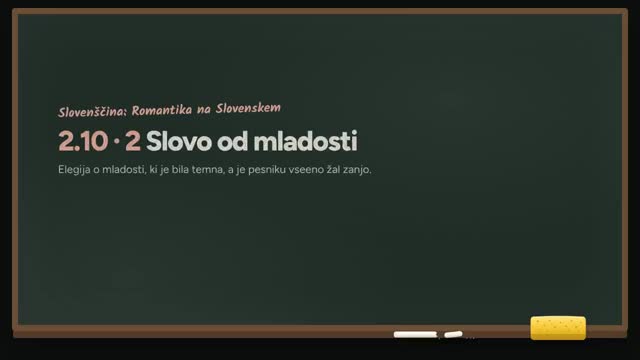 Slovenščina: Romantika na Slovenskem
2.10 · 2 Slovo od mladosti
Elegija o mladosti, ki je bila temna, a je pesniku vseeno žal zanjo.